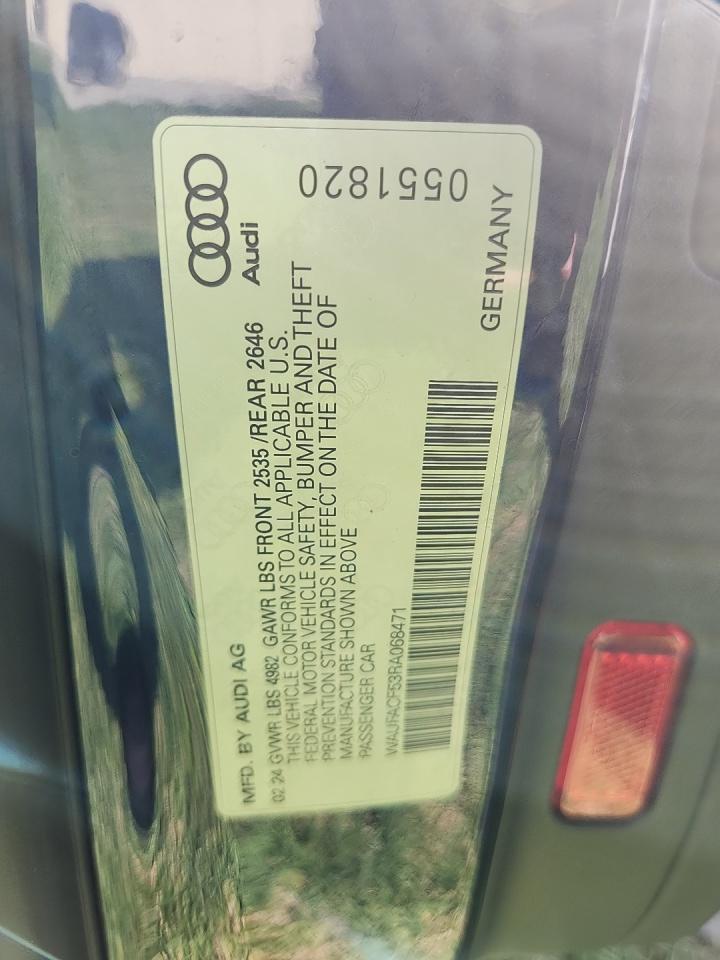 MFD. BY AUDI AG
02.24 GVWR LBS 4982 GAWR LBS FRONT 2535 /REAR 2646
THIS VEHICLE CONFORMS TO ALL APPLICABLE U.S.
FEDERAL MOTOR VEHICLE SAFETY, BUMPER AND THEFT
PREVENTION STANDARDS IN EFFECT ON THE DATE OF
MANUFACTURE SHOWN ABOVE
PASSENGER CAR
WAUFACF53RA068471
Audi
GERMANY
0551820